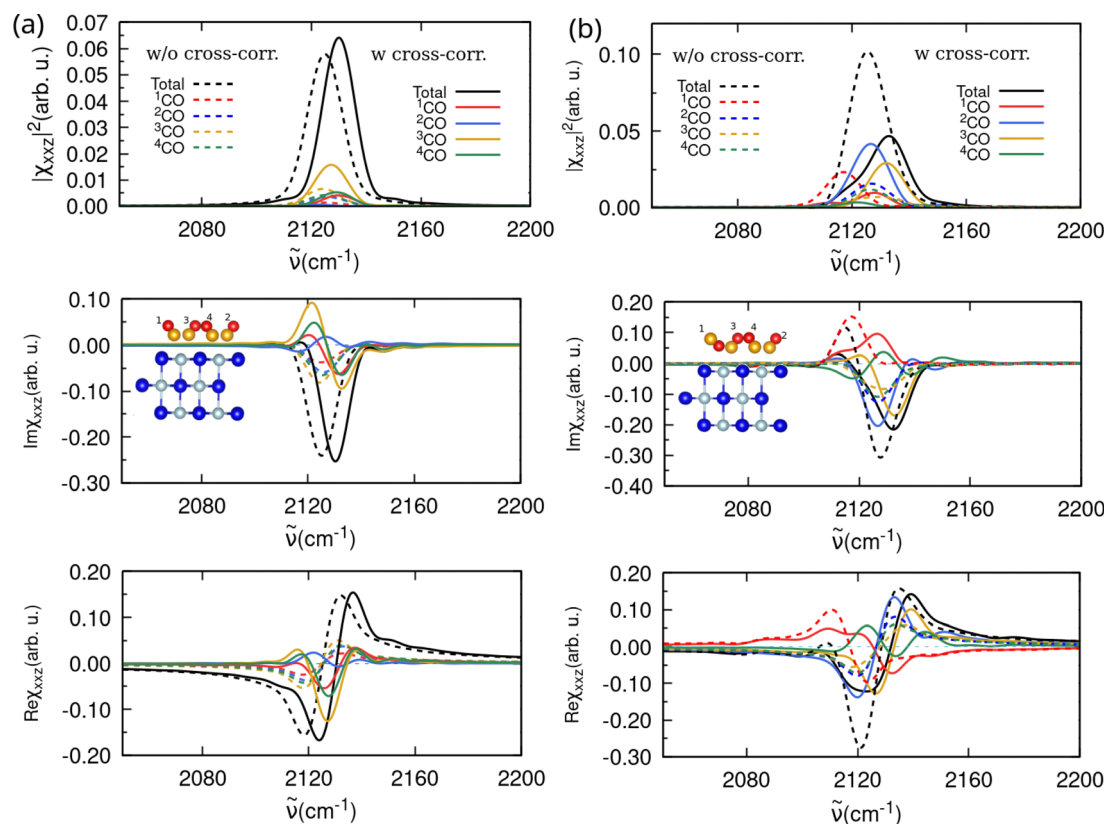 (a)
0.07
0.06
0.05
0.04
0.03
0.02
0.01
0.00
|χxxz|²(arb. u.)
w/o cross-corr.
w cross-corr.
Total
¹CO
²CO
³CO
⁴CO
Total
¹CO
²CO
³CO
⁴CO
2080 2120 2160 2200
ν̃(cm⁻¹)
(b)
0.10
0.05
0.00
|χxxz|²(arb. u.)
w/o cross-corr.
w cross-corr.
Total
¹CO
²CO
³CO
⁴CO
Total
¹CO
²CO
³CO
⁴CO
2080 2120 2160 2200
ν̃(cm⁻¹)
0.10
0.00
-0.10
-0.20
-0.30
Imχxxz(arb. u.)
1 3 4 2
2080 2120 2160 2200
ν̃(cm⁻¹)
0.20
0.10
0.00
-0.10
-0.20
-0.30
-0.40
Imχxxz(arb. u.)
1 3 4 2
2080 2120 2160 2200
ν̃(cm⁻¹)
0.20
0.10
0.00
-0.10
-0.20
Reχxxz(arb. u.)
2080 2120 2160 2200
ν̃(cm⁻¹)
0.20
0.10
0.00
-0.10
-0.20
-0.30
Reχxxz(arb. u.)
2080 2120 2160 2200
ν̃(cm⁻¹)